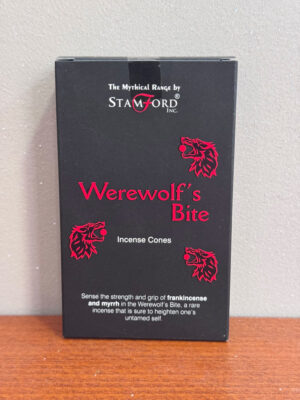 The Mythical Range by
STAMFORD®
INC.
Werewolf's
Bite
Incense Cones
Sense the strength and grip of frankincense
and myrrh in the Werewolf's Bite, a rare
incense that is sure to heighten one's
untamed self.